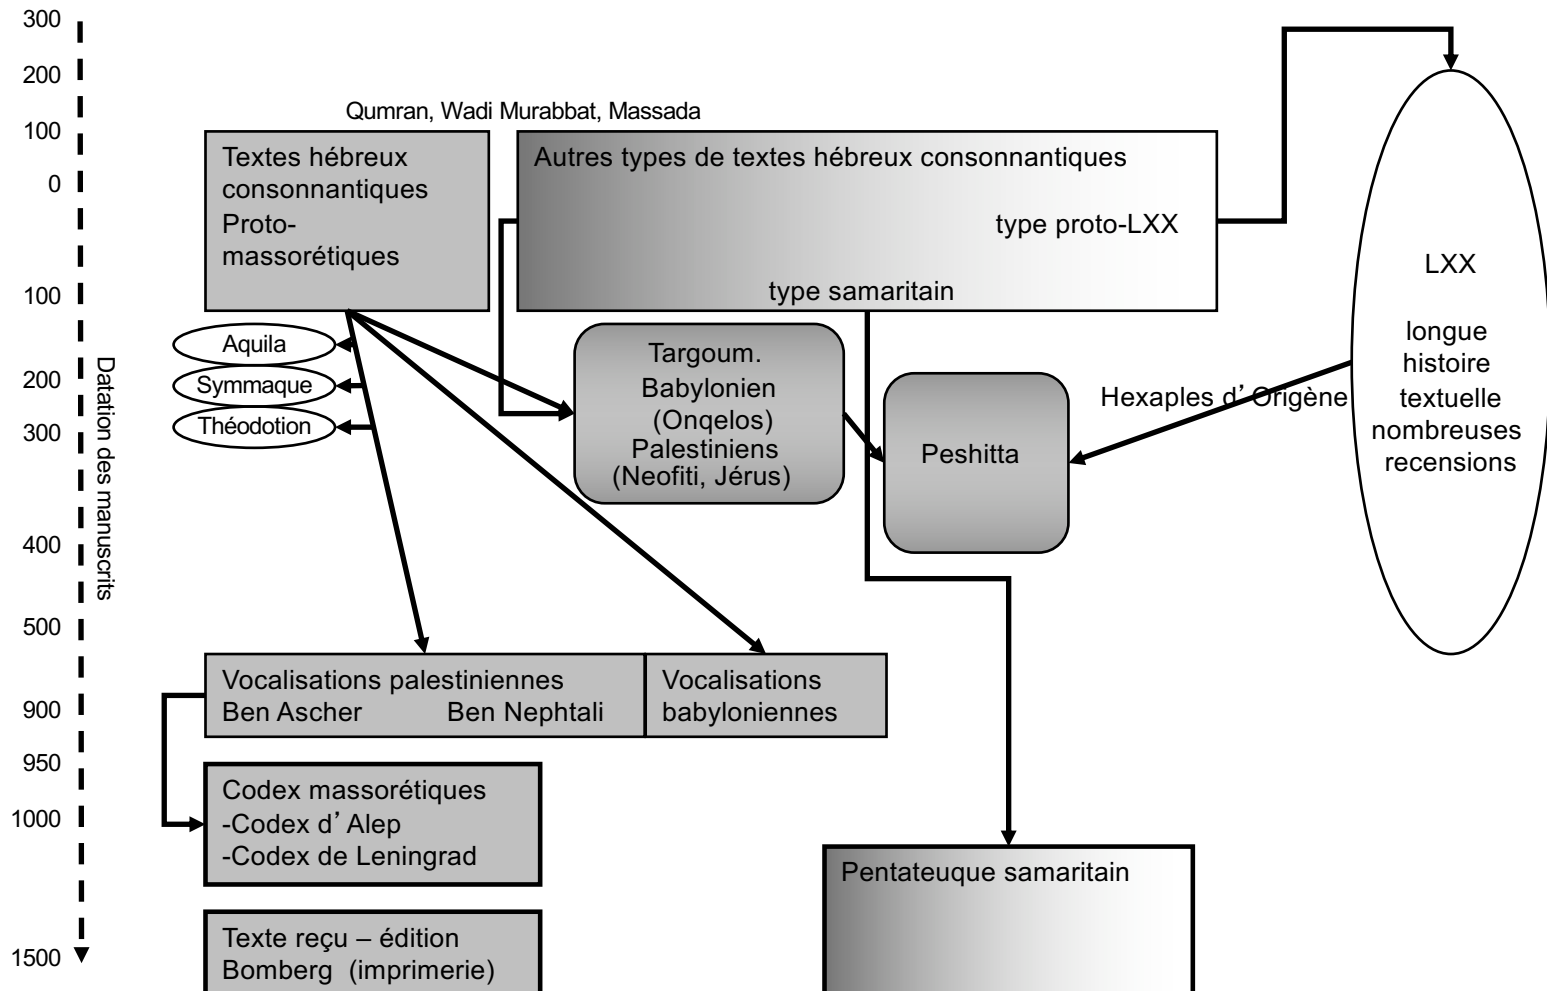 300
200
100
0
100
200
300
400
500
900
950
1000
1500
Datation des manuscrits
Qumran, Wadi Murabbat, Massada
Textes hébreux
consonnantiques
Proto-
massorétiques
Autres types de textes hébreux consonnantiques
type proto-LXX
type samaritain
Aquila
Symmaque
Théodotion
Targoum.
Babylonien
(Onqelos)
Palestiniens
(Neofiti, Jérus)
Peshitta
Hexaples d’Origène
LXX
longue
histoire
textuelle
nombreuses
recensions
Vocalisations palestiniennes
Ben Ascher Ben Nephtali
Vocalisations
babyloniennes
Codex massorétiques
-Codex d’Alep
-Codex de Leningrad
Pentateuque samaritain
Texte reçu – édition
Bomberg (imprimerie)